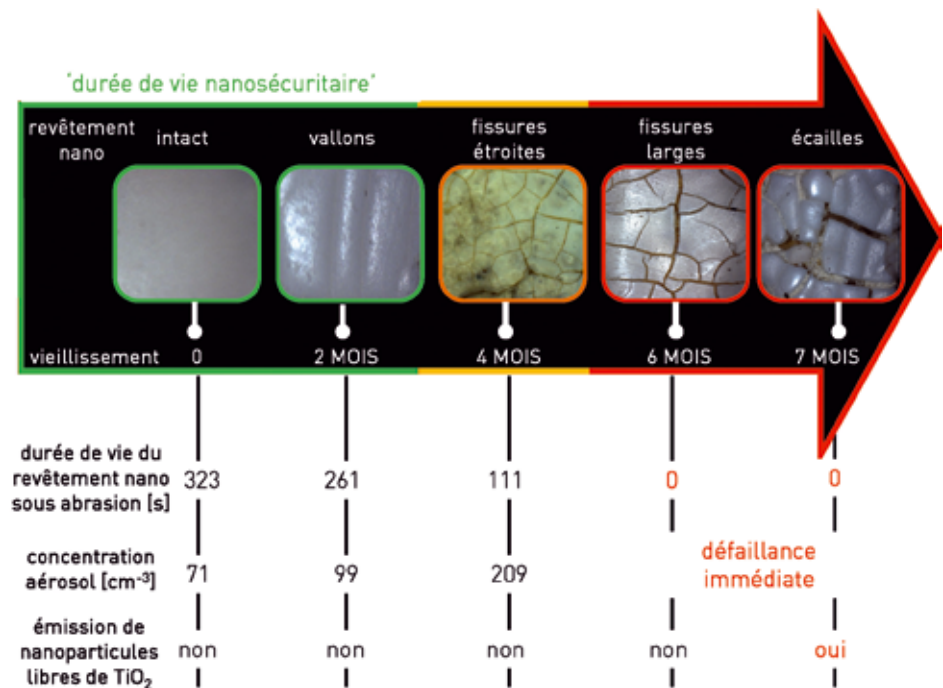 'durée de vie nanosécuritaire'
revêtement
nano
intact
vallons
fissures
étroites
fissures
larges
écailles
vieillissement
0
2 MOIS
4 MOIS
6 MOIS
7 MOIS
durée de vie du
revêtement nano
sous abrasion [s]
323
261
111
0
0
concentration
aérosol [cm⁻³]
71
99
209
défaillance
immédiate
émission de
nanoparticules
libres de TiO₂
non
non
non
non
oui